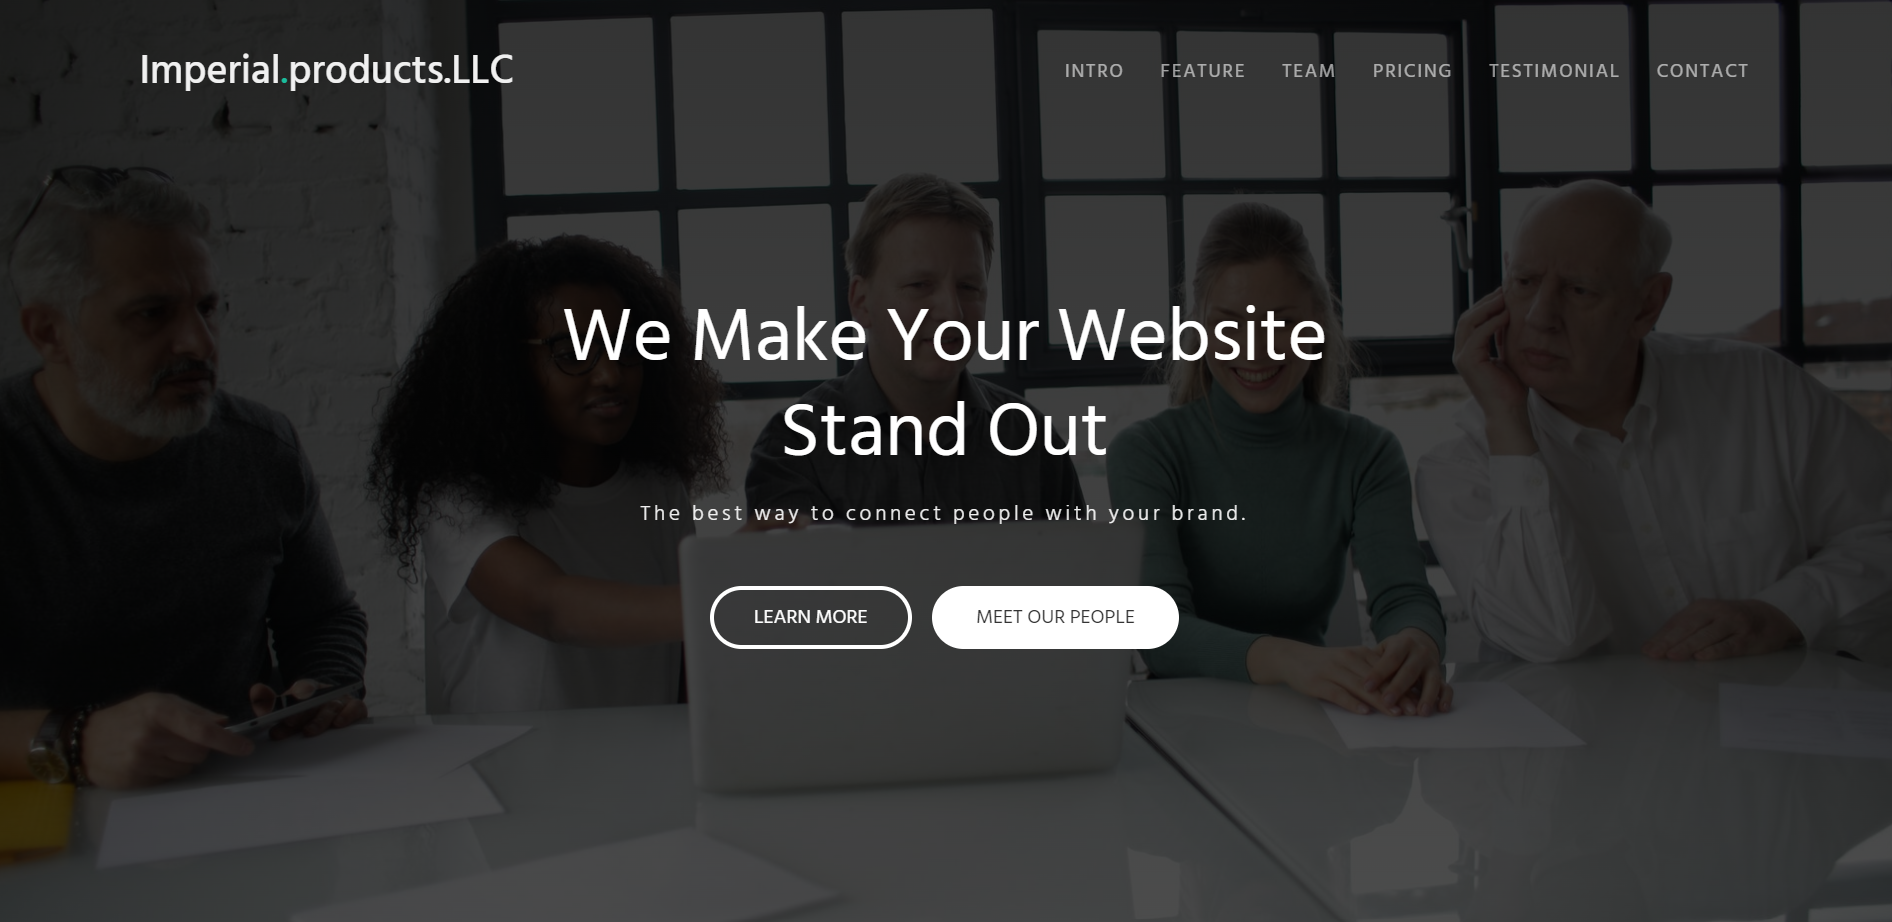 Imperial.products.LLC
INTRO FEATURE TEAM PRICING TESTIMONIAL CONTACT
We Make Your Website
Stand Out
The best way to connect people with your brand.
LEARN MORE MEET OUR PEOPLE